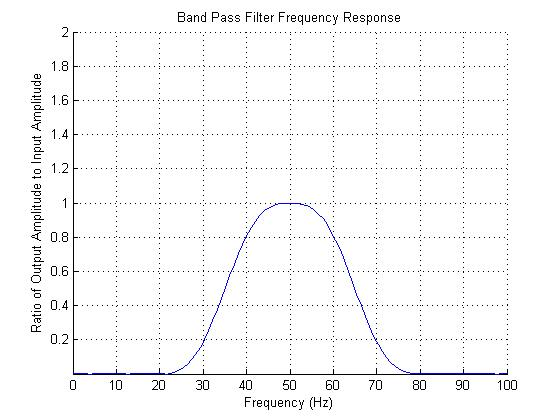 Band Pass Filter Frequency Response
Ratio of Output Amplitude to Input Amplitude
2
1.8
1.6
1.4
1.2
1
0.8
0.6
0.4
0.2
0 10 20 30 40 50 60 70 80 90 100
Frequency (Hz)